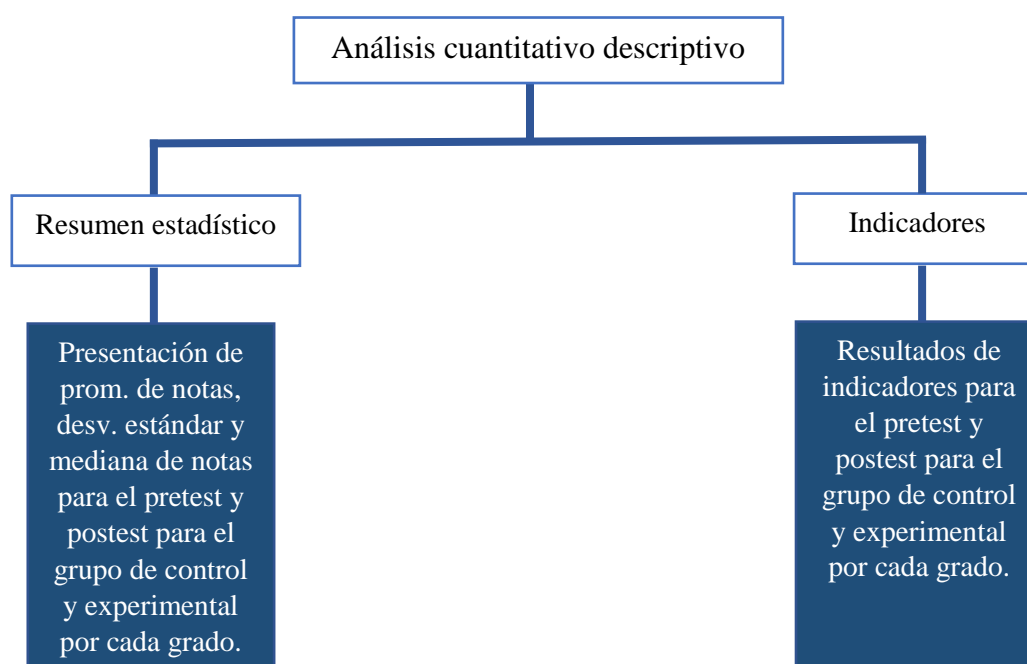 Análisis cuantitativo descriptivo
Resumen estadístico
Indicadores
Presentación de
prom. de notas,
desv. estándar y
mediana de notas
para el pretest y
postest para el
grupo de control
y experimental
por cada grado.
Resultados de
indicadores para
el pretest y
postest para el
grupo de control
y experimental
por cada grado.